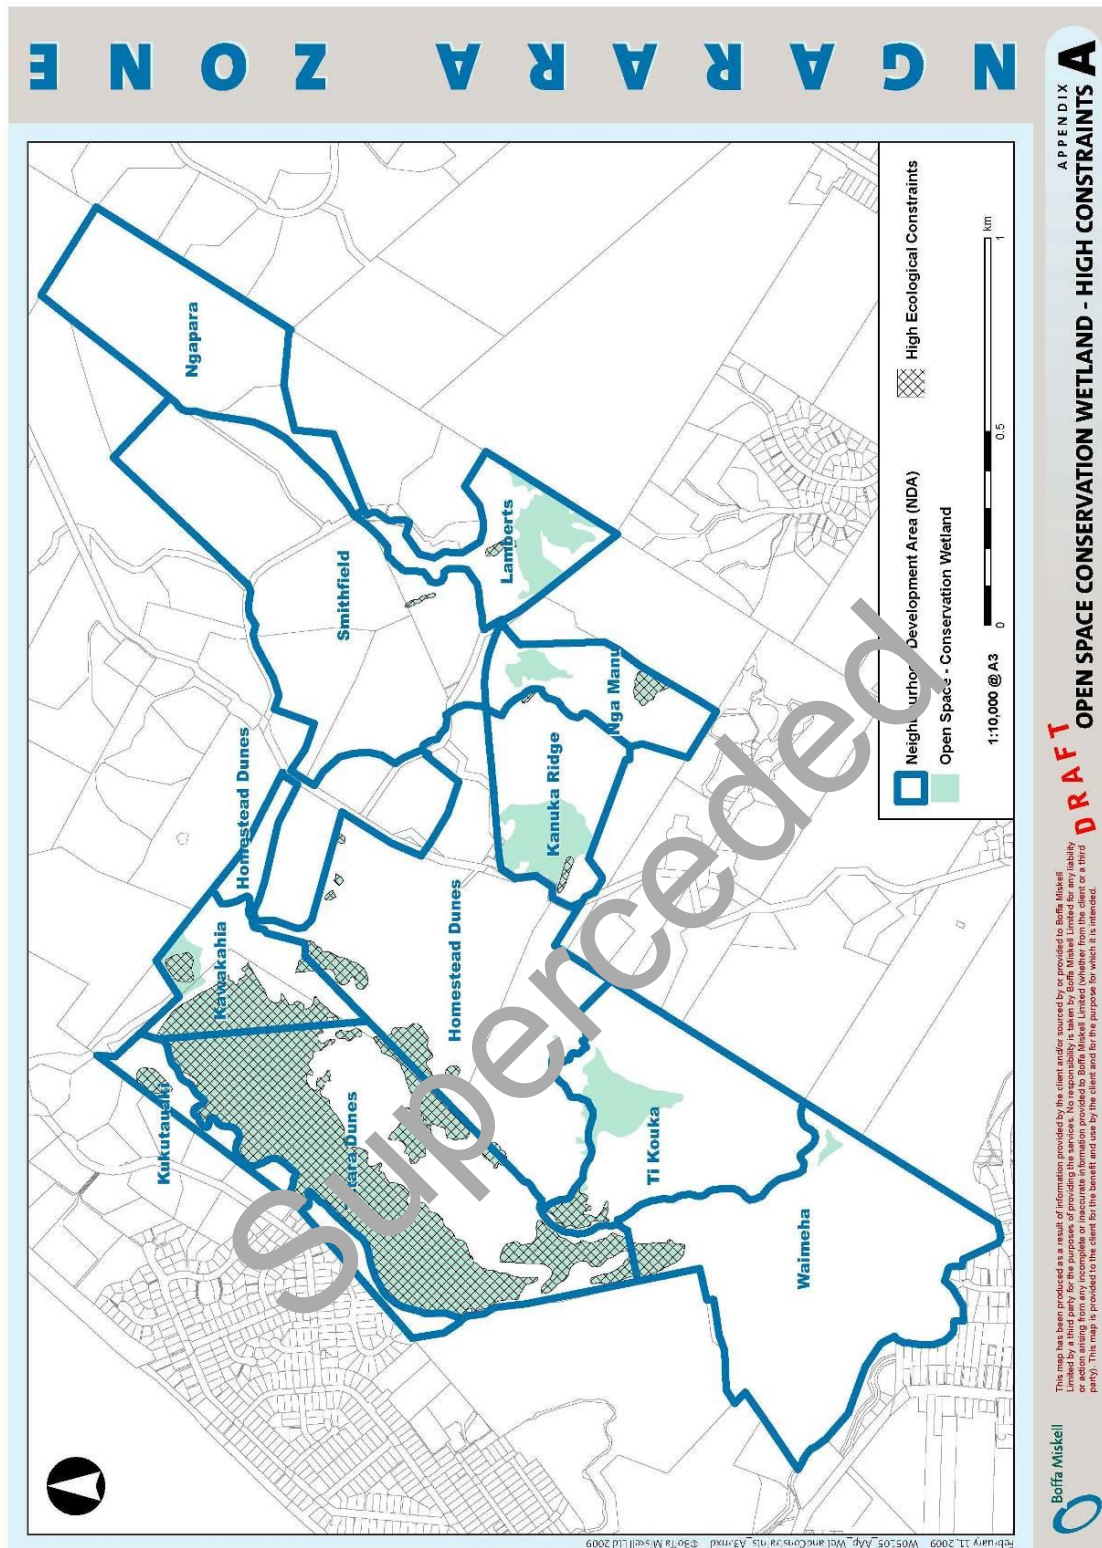 NGARARA ZONE
Ngapara
Smithfield
Lamberts
Nga Manu
Kanuka Ridge
Homestead Dunes
Kawakahia
Homestead Dunes
Kukutauaki
Dunes
Ti Kouka
Waimeha
Superceded
Neighbourhood Development Area (NDA)
High Ecological Constraints
Open Space - Conservation Wetland
1:10,000 @ A3
0
0.5
1
km
Boffa Miskell
This map has been produced as a result of information provided by the client and/or sourced by or provided to Boffa Miskell
Limited by a third party for the purposes of providing the services. No responsibility is taken by Boffa Miskell Limited for any liability
or action arising from any incomplete or inaccurate information provided to Boffa Miskell Limited (whether from the client or a third
party). This map is provided to the client for the benefit and use by the client and for the purpose for which it is intended.
DRAFT
APPENDIX A
OPEN SPACE CONSERVATION WETLAND - HIGH CONSTRAINTS
February 11, 2009
©Boffa Miskell Ltd 2009